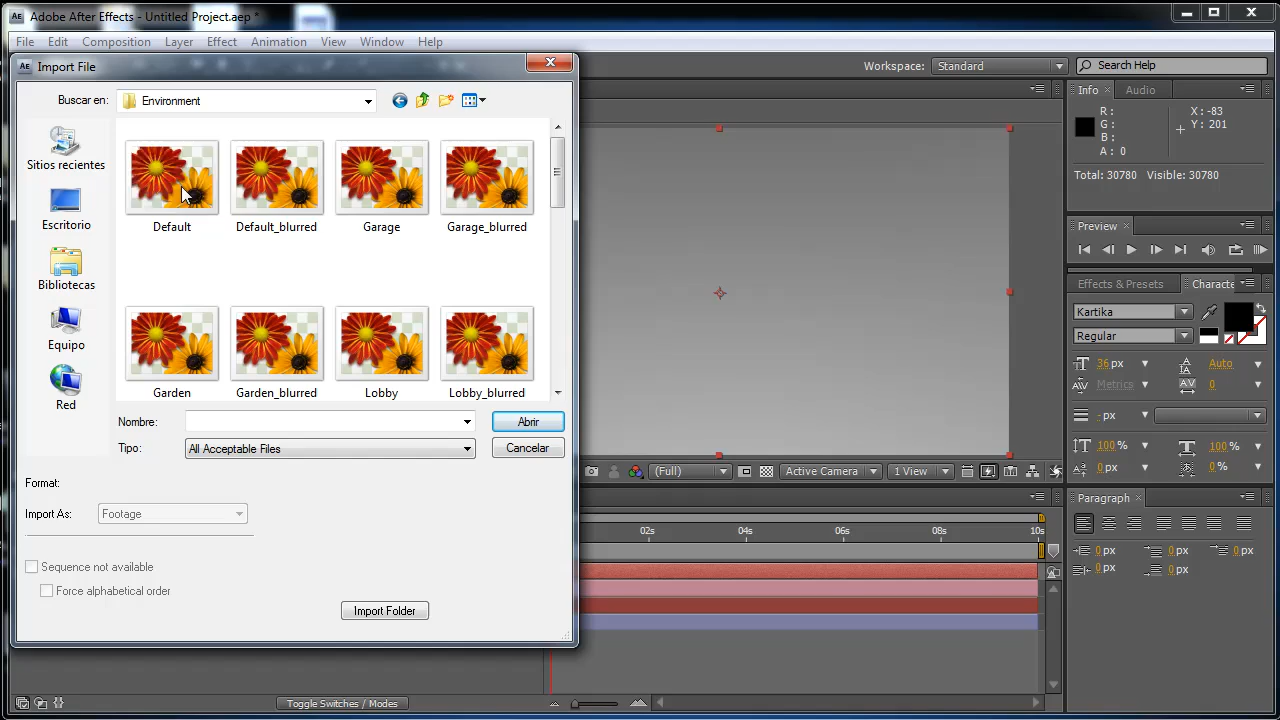 Adobe After Effects - Untitled Project.aep *
File Edit Composition Layer Effect Animation View Window Help
Import File
Workspace: Standard
Search Help
Buscar en: Environment
Sitios recientes
Escritorio
Bibliotecas
Equipo
Red
Default Default_blurred Garage Garage_blurred
Garden Garden_blurred Lobby Lobby_blurred
Nombre:
Abrir
Tipo: All Acceptable Files
Cancelar
Format:
Import As: Footage
Sequence not available
Force alphabetical order
Import Folder
Info Audio
R: X: -83
G: Y: 201
B:
A: 0
Total: 30780 Visible: 30780
Preview
Effects & Presets Characte
Kartika
Regular
36 px Auto
Metrics 0
- px
100 % 100 %
0 px 0 %
Paragraph
0 px 0 px 0 px
0 px 0 px
(Full) Active Camera 1 View
02s 04s 06s 08s 10s
Toggle Switches / Modes